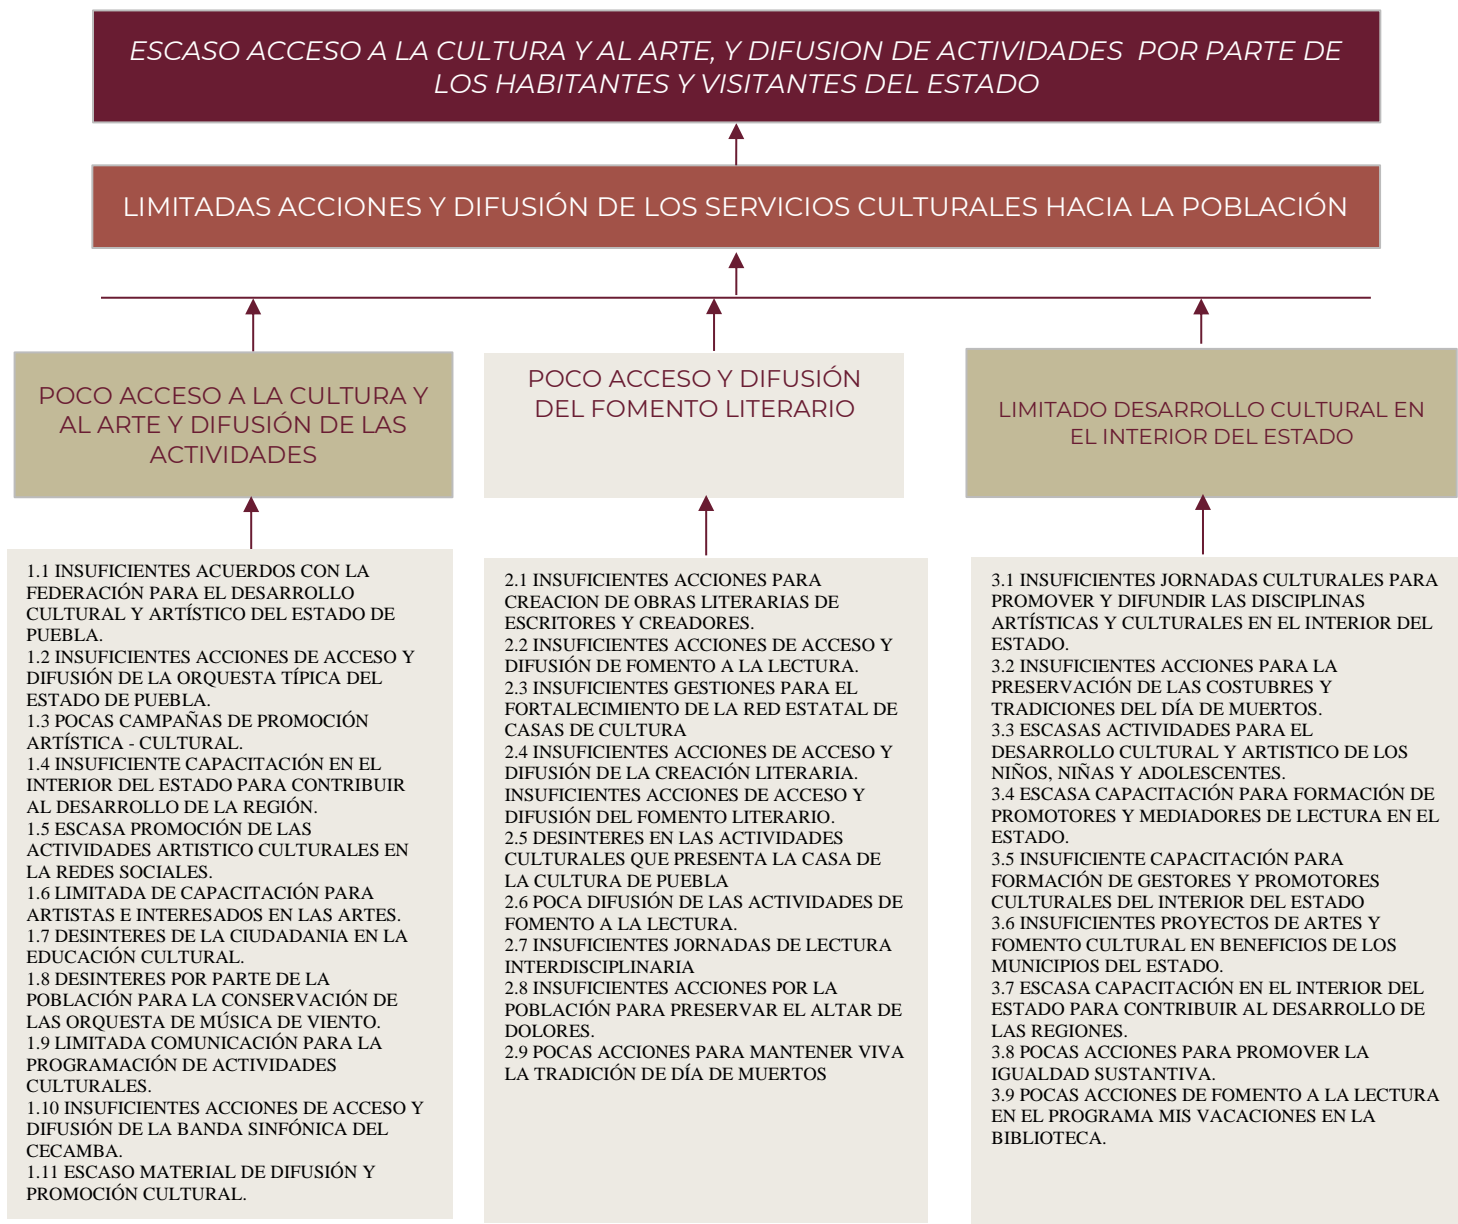 ESCASO ACCESO A LA CULTURA Y AL ARTE, Y DIFUSION DE ACTIVIDADES  POR PARTE DE
LOS HABITANTES Y VISITANTES DEL ESTADO
LIMITADAS ACCIONES Y DIFUSIÓN DE LOS SERVICIOS CULTURALES HACIA LA POBLACIÓN
POCO ACCESO A LA CULTURA Y
AL ARTE Y DIFUSIÓN DE LAS
ACTIVIDADES
POCO ACCESO Y DIFUSIÓN
DEL FOMENTO LITERARIO
LIMITADO DESARROLLO CULTURAL EN
EL INTERIOR DEL ESTADO
1.1 INSUFICIENTES ACUERDOS CON LA
FEDERACIÓN PARA EL DESARROLLO
CULTURAL Y ARTÍSTICO DEL ESTADO DE
PUEBLA.
1.2 INSUFICIENTES ACCIONES DE ACCESO Y
DIFUSIÓN DE LA ORQUESTA TÍPICA DEL
ESTADO DE PUEBLA.
1.3 POCAS CAMPAÑAS DE PROMOCIÓN
ARTÍSTICA - CULTURAL.
1.4 INSUFICIENTE CAPACITACIÓN EN EL
INTERIOR DEL ESTADO PARA CONTRIBUIR
AL DESARROLLO DE LA REGIÓN.
1.5 ESCASA PROMOCIÓN DE LAS
ACTIVIDADES ARTISTICO CULTURALES EN
LA REDES SOCIALES.
1.6 LIMITADA DE CAPACITACIÓN PARA
ARTISTAS E INTERESADOS EN LAS ARTES.
1.7 DESINTERES DE LA CIUDADANIA EN LA
EDUCACIÓN CULTURAL.
1.8 DESINTERES POR PARTE DE LA
POBLACIÓN PARA LA CONSERVACIÓN DE
LAS ORQUESTA DE MÚSICA DE VIENTO.
1.9 LIMITADA COMUNICACIÓN PARA LA
PROGRAMACIÓN DE ACTIVIDADES
CULTURALES.
1.10 INSUFICIENTES ACCIONES DE ACCESO Y
DIFUSIÓN DE LA BANDA SINFÓNICA DEL
CECAMBA.
1.11 ESCASO MATERIAL DE DIFUSIÓN Y
PROMOCIÓN CULTURAL.
2.1 INSUFICIENTES ACCIONES PARA
CREACION DE OBRAS LITERARIAS DE
ESCRITORES Y CREADORES.
2.2 INSUFICIENTES ACCIONES DE ACCESO Y
DIFUSIÓN DE FOMENTO A LA LECTURA.
2.3 INSUFICIENTES GESTIONES PARA EL
FORTALECIMIENTO DE LA RED ESTATAL DE
CASAS DE CULTURA
2.4 INSUFICIENTES ACCIONES DE ACCESO Y
DIFUSIÓN DE LA CREACIÓN LITERARIA.
INSUFICIENTES ACCIONES DE ACCESO Y
DIFUSIÓN DEL FOMENTO LITERARIO.
2.5 DESINTERES EN LAS ACTIVIDADES
CULTURALES QUE PRESENTA LA CASA DE
LA CULTURA DE PUEBLA
2.6 POCA DIFUSIÓN DE LAS ACTIVIDADES DE
FOMENTO A LA LECTURA.
2.7 INSUFICIENTES JORNADAS DE LECTURA
INTERDISCIPLINARIA
2.8 INSUFICIENTES ACCIONES POR LA
POBLACIÓN PARA PRESERVAR EL ALTAR DE
DOLORES.
2.9 POCAS ACCIONES PARA MANTENER VIVA
LA TRADICIÓN DE DÍA DE MUERTOS
3.1 INSUFICIENTES JORNADAS CULTURALES PARA
PROMOVER Y DIFUNDIR LAS DISCIPLINAS
ARTÍSTICAS Y CULTURALES EN EL INTERIOR DEL
ESTADO.
3.2 INSUFICIENTES ACCIONES PARA LA
PRESERVACIÓN DE LAS COSTUBRES Y
TRADICIONES DEL DÍA DE MUERTOS.
3.3 ESCASAS ACTIVIDADES PARA EL
DESARROLLO CULTURAL Y ARTISTICO DE LOS
NIÑOS, NIÑAS Y ADOLESCENTES.
3.4 ESCASA CAPACITACIÓN PARA FORMACIÓN DE
PROMOTORES Y MEDIADORES DE LECTURA EN EL
ESTADO.
3.5 INSUFICIENTE CAPACITACIÓN PARA
FORMACIÓN DE GESTORES Y PROMOTORES
CULTURALES DEL INTERIOR DEL ESTADO
3.6 INSUFICIENTES PROYECTOS DE ARTES Y
FOMENTO CULTURAL EN BENEFICIOS DE LOS
MUNICIPIOS DEL ESTADO.
3.7 ESCASA CAPACITACIÓN EN EL INTERIOR DEL
ESTADO PARA CONTRIBUIR AL DESARROLLO DE
LAS REGIONES.
3.8 POCAS ACCIONES PARA PROMOVER LA
IGUALDAD SUSTANTIVA.
3.9 POCAS ACCIONES DE FOMENTO A LA LECTURA
EN EL PROGRAMA MIS VACACIONES EN LA
BIBLIOTECA.